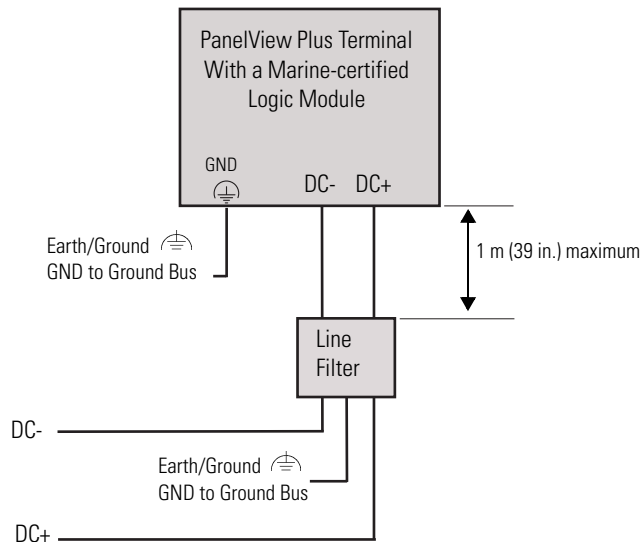 PanelView Plus Terminal
With a Marine-certified
Logic Module
GND
DC- DC+
Earth/Ground
GND to Ground Bus
1 m (39 in.) maximum
Line
Filter
DC-
Earth/Ground
GND to Ground Bus
DC+